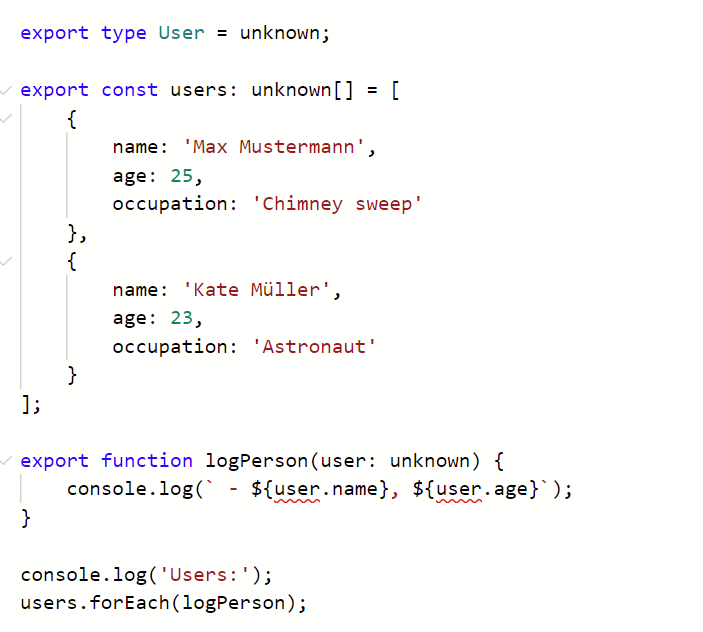 export type User = unknown;
export const users: unknown[] = [
{
name: 'Max Mustermann',
age: 25,
occupation: 'Chimney sweep'
},
{
name: 'Kate Müller',
age: 23,
occupation: 'Astronaut'
}
];
export function logPerson(user: unknown) {
console.log(` - ${user.name}, ${user.age}`);
}
console.log('Users:');
users.forEach(logPerson);